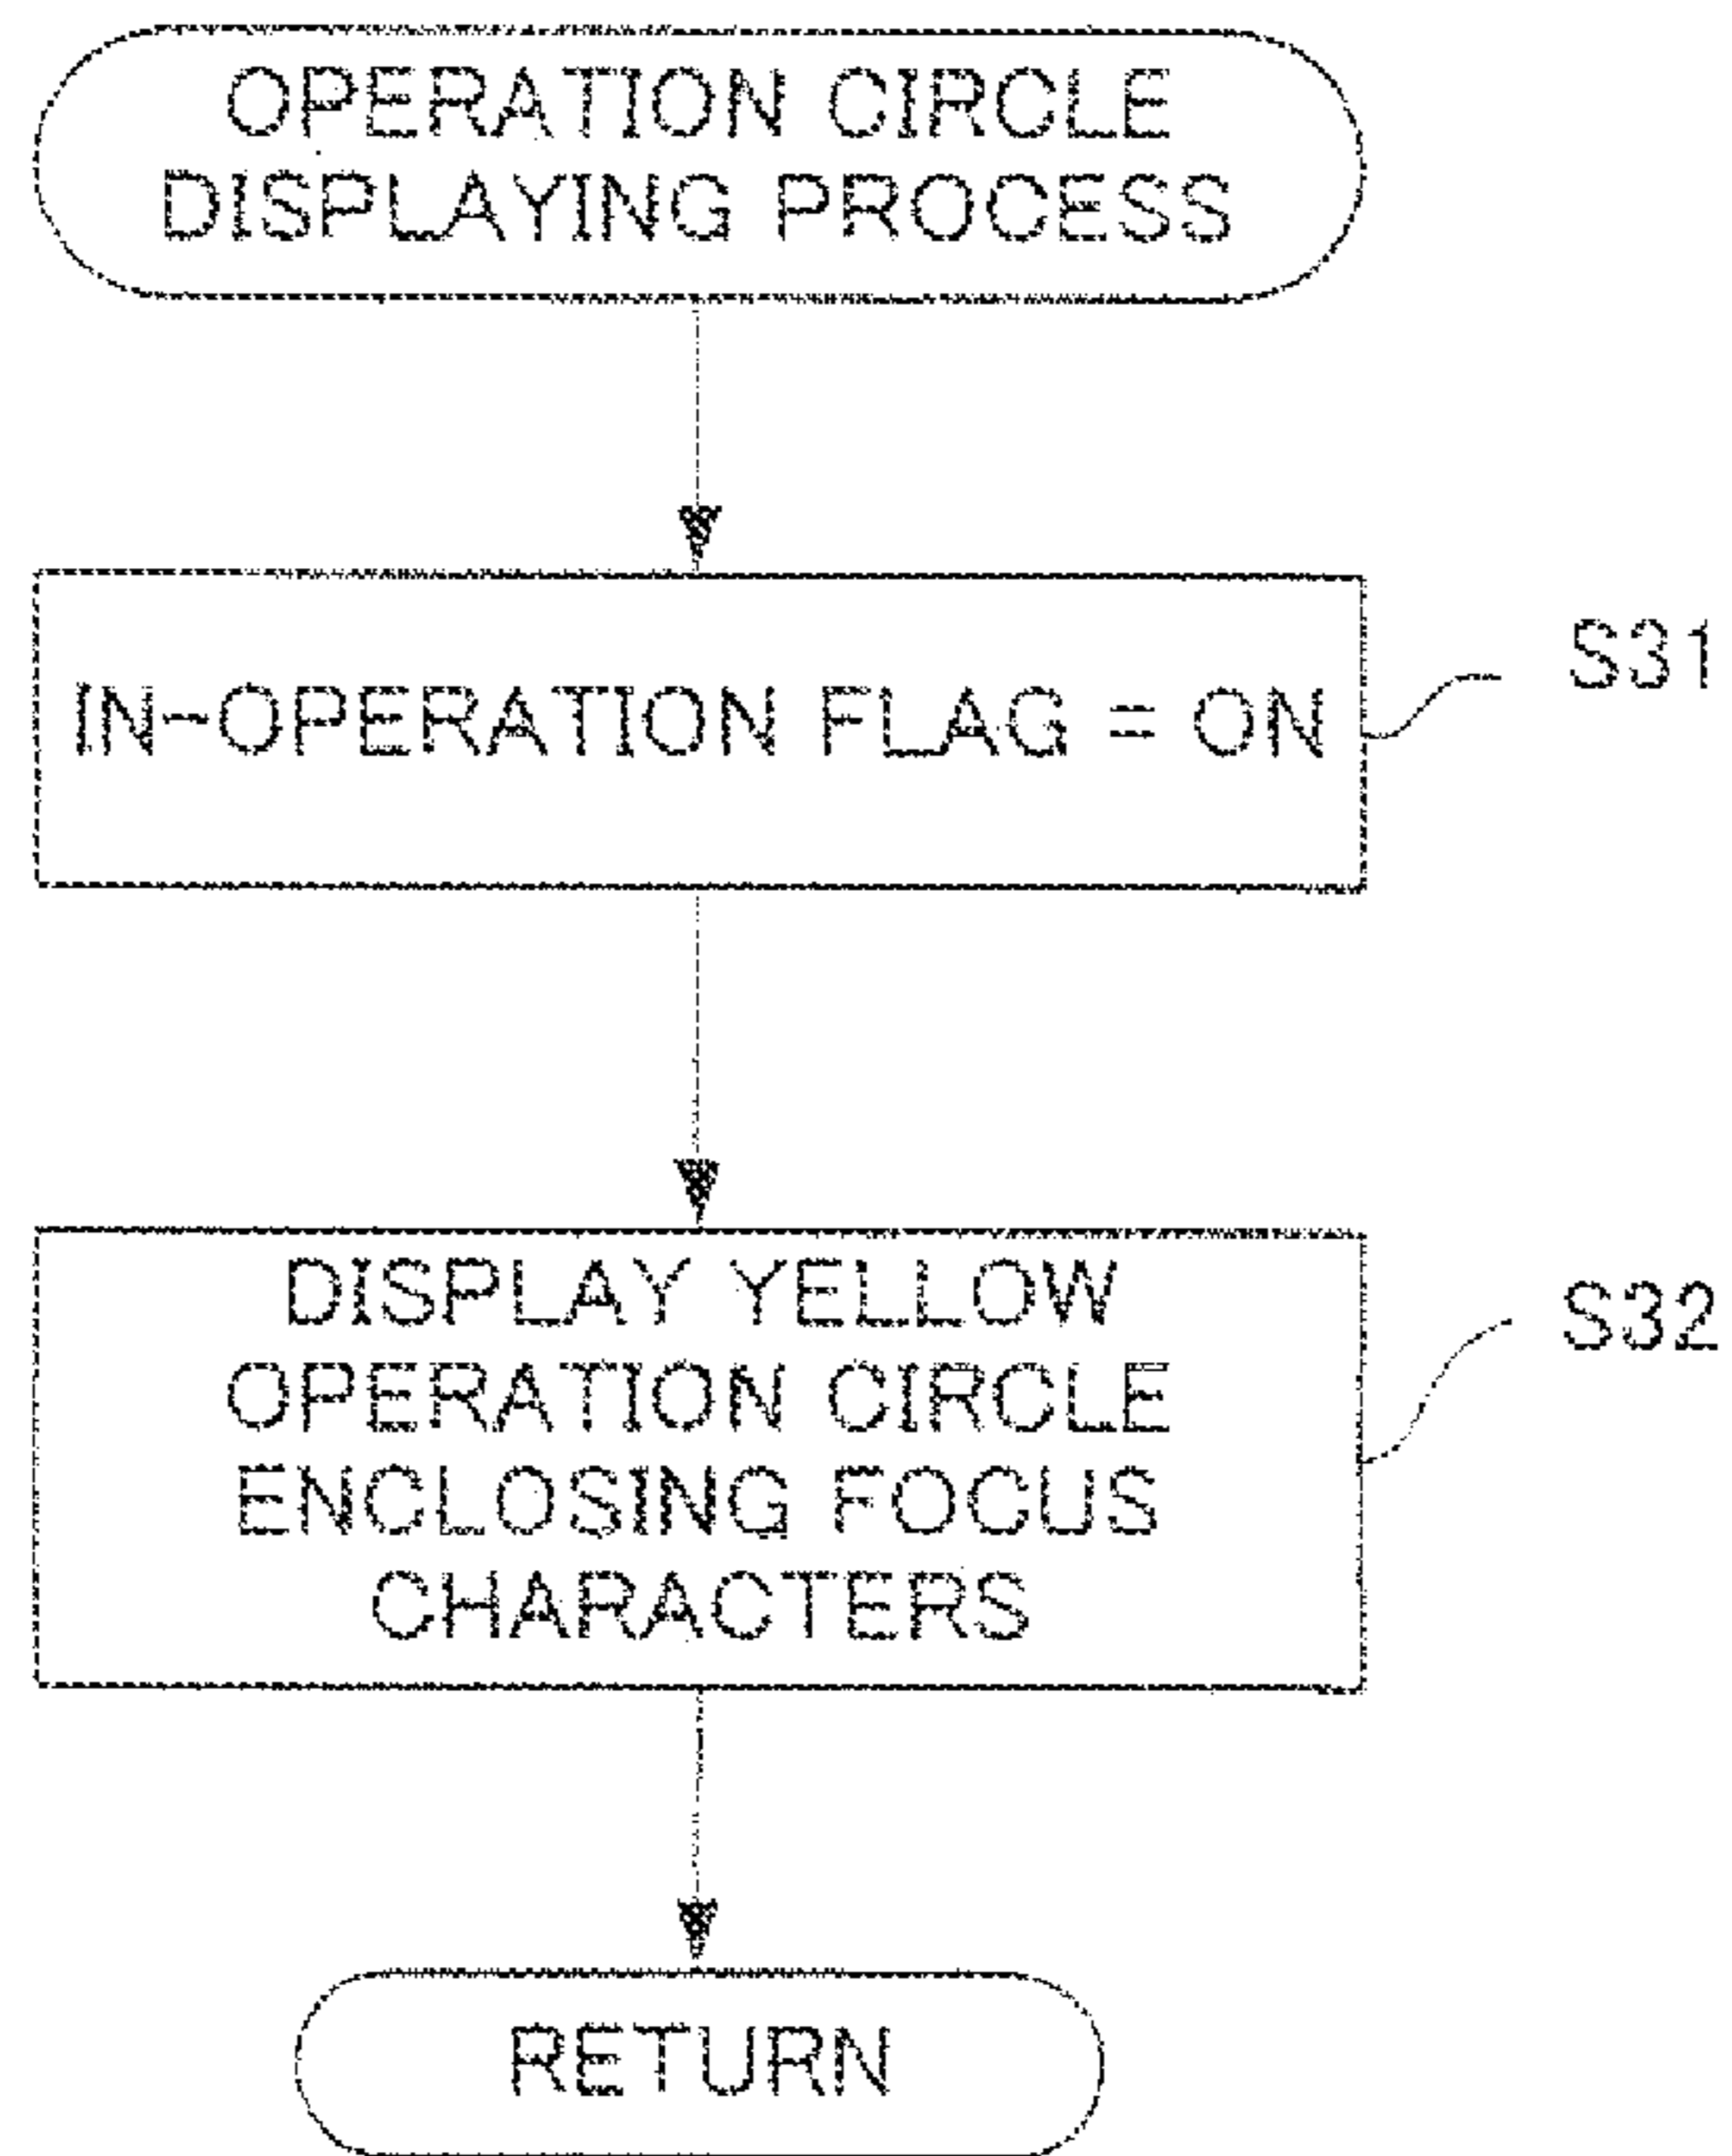 OPERATION CIRCLE
DISPLAYING PROCESS
IN-OPERATION FLAG = ON
S31
DISPLAY YELLOW
OPERATION CIRCLE
ENCLOSING FOCUS
CHARACTERS
S32
RETURN